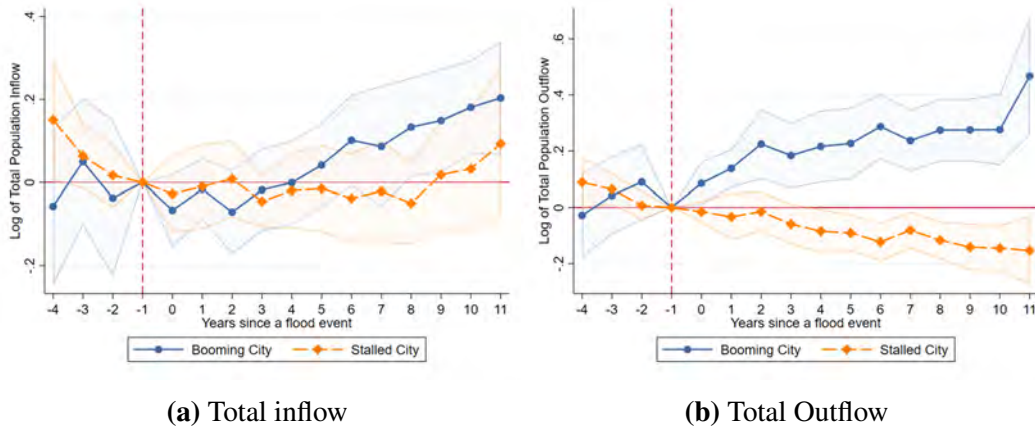 Log of Total Population Inflow
.4
.2
0
-.2
-4 -3 -2 -1 0 1 2 3 4 5 6 7 8 9 10 11
Years since a flood event
Booming City Stalled City
(a) Total inflow
Log of Total Population Outflow
.6
.4
.2
0
-.2
-4 -3 -2 -1 0 1 2 3 4 5 6 7 8 9 10 11
Years since a flood event
Booming City Stalled City
(b) Total Outflow